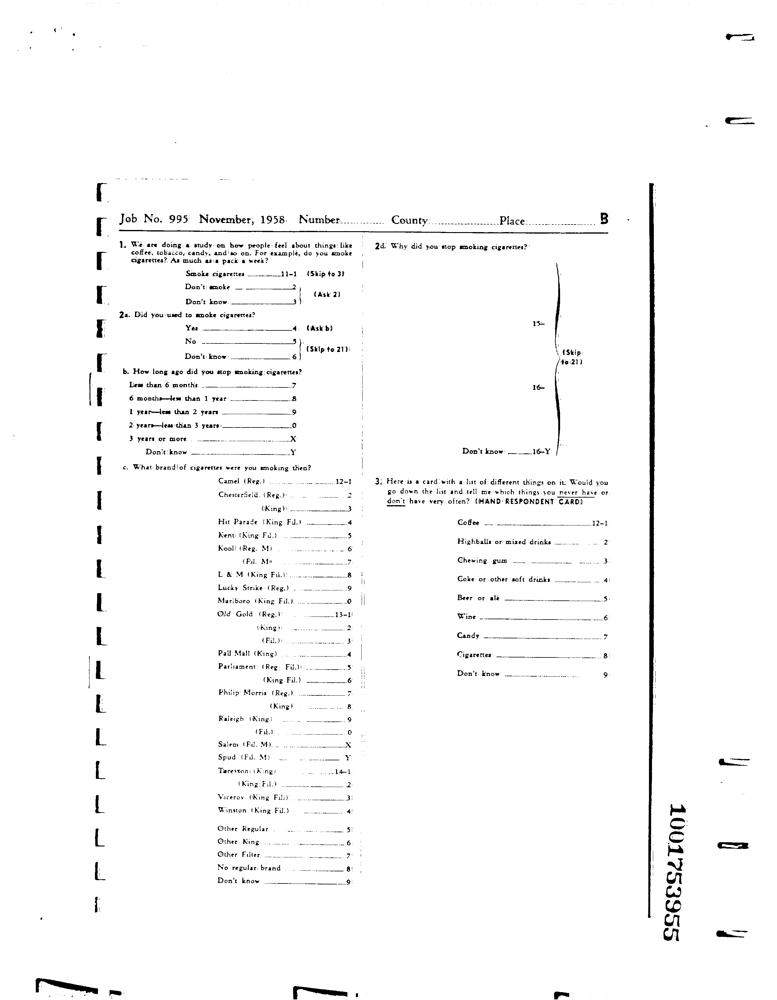 Job No. 995 November, 1958 Number.............. County......................Place...................... B
1. We are doing a study on how people feel about things like
coffee, tobacco, candy, and so on. For example, do you smoke
cigarettes? As much as a pack a week?
Smoke cigarettes ........11-1 (Skip to 3)
Don't smoke ........2
(Ask 2)
Don't know ........3
2a. Did you used to smoke cigarettes?
Yes ........4 (Ask b)
No ........5
(Skip to 21)
Don't know ........6
b. How long ago did you stop smoking cigarettes?
Less than 6 months ........7
6 months—less than 1 year ........8
1 year—less than 2 years ........9
2 years—less than 3 years ........0
3 years or more ........X
Don't know ........Y
c. What brand of cigarettes were you smoking then?
Camel (Reg.) ........12-1
Chesterfield (Reg.) ........2
(King) ........3
Hit Parade (King Fil.) ........4
Kent (King Fil.) ........5
Kool (Reg. M) ........6
(Fil. M) ........7
L & M (King Fil.) ........8
Lucky Strike (Reg.) ........9
Marlboro (King Fil.) ........0
Old Gold (Reg.) ........13-1
(King) ........2
(Fil.) ........3
Pall Mall (King) ........4
Parliament (Reg. Fil.) ........5
(King Fil.) ........6
Philip Morris (Reg.) ........7
(King) ........8
Raleigh (King) ........9
(Fil.) ........0
Salem (Fil. M) ........X
Spud (Fil. M) ........Y
Tareyton (King) ........14-1
(King Fil.) ........2
Viceroy (King Fil) ........3
Winston (King Fil.) ........4
Other Regular ........5
Other King ........6
Other Filter ........7
No regular brand ........8
Don't know ........9
2d. Why did you stop smoking cigarettes?
15-
(Skip
to 21)
16-
Don't know ........16-Y
3. Here is a card with a list of different things on it. Would you
go down the list and tell me which things you never have or
don't have very often? (HAND RESPONDENT CARD)
Coffee ........12-1
Highballs or mixed drinks ........2
Chewing gum ........3
Coke or other soft drinks ........4
Beer or ale ........5
Wine ........6
Candy ........7
Cigarettes ........8
Don't know ........9
1001753955